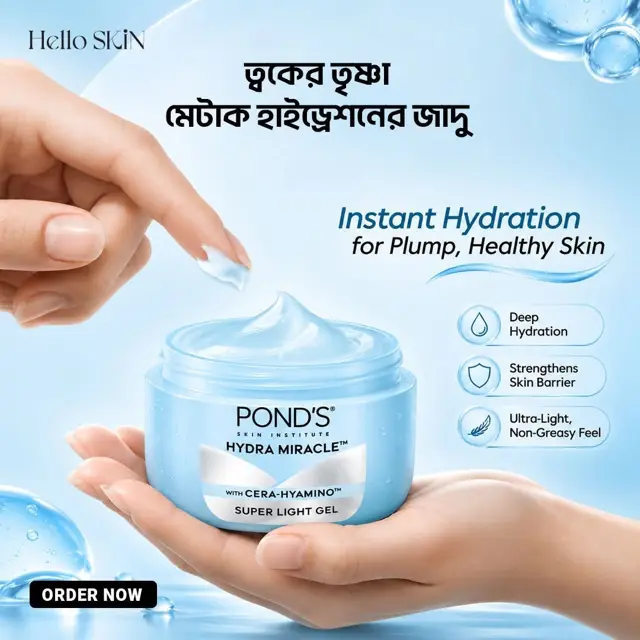 Hello SKiN
ত্বকের তৃষ্ণা
মেটাক হাইড্রেশনের জাদু
Instant Hydration
for Plump, Healthy Skin
Deep
Hydration
Strengthens
Skin Barrier
Ultra-Light,
Non-Greasy Feel
POND'S®
SKIN INSTITUTE
HYDRA MIRACLE™
WITH CERA-HYAMINO™
SUPER LIGHT GEL
ORDER NOW